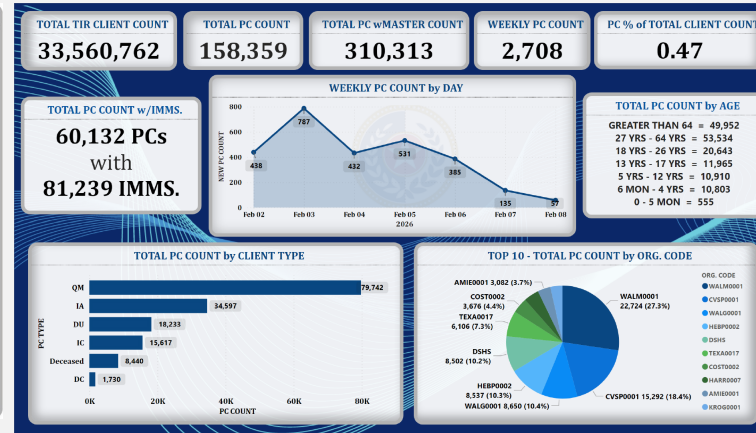 TOTAL TIR CLIENT COUNT
33,560,762
TOTAL PC COUNT
158,359
TOTAL PC wMASTER COUNT
310,313
WEEKLY PC COUNT
2,708
PC % of TOTAL CLIENT COUNT
0.47
TOTAL PC COUNT w/IMMS.
60,132 PCs
with
81,239 IMMS.
WEEKLY PC COUNT by DAY
NEW PC COUNT
800
600
400
200
0
438
787
432
531
385
135
57
Feb 02
Feb 03
Feb 04
Feb 05
Feb 06
Feb 07
Feb 08
2026
TOTAL PC COUNT by AGE
GREATER THAN 64 = 49,952
27 YRS - 64 YRS = 53,534
18 YRS - 26 YRS = 20,643
13 YRS - 17 YRS = 11,965
5 YRS - 12 YRS = 10,910
6 MON - 4 YRS = 10,803
0 - 5 MON = 555
TOTAL PC COUNT by CLIENT TYPE
PC TYPE
QM 79,742
IA 34,597
DU 18,233
IC 15,617
Deceased 8,440
DC 1,730
0K 20K 40K 60K 80K
PC COUNT
TOP 10 - TOTAL PC COUNT by ORG. CODE
AMIE0001 3,082 (3.7%)
COST0002
3,676 (4.4%)
TEXA0017
6,106 (7.3%)
DSHS
8,502 (10.2%)
HEBP0002
8,537 (10.3%)
WALG0001 8,650 (10.4%)
CVSP0001 15,292 (18.4%)
WALM0001
22,724 (27.3%)
ORG. CODE
WALM0001
CVSP0001
WALG0001
HEBP0002
DSHS
TEXA0017
COST0002
HARR0007
AMIE0001
KROG0001